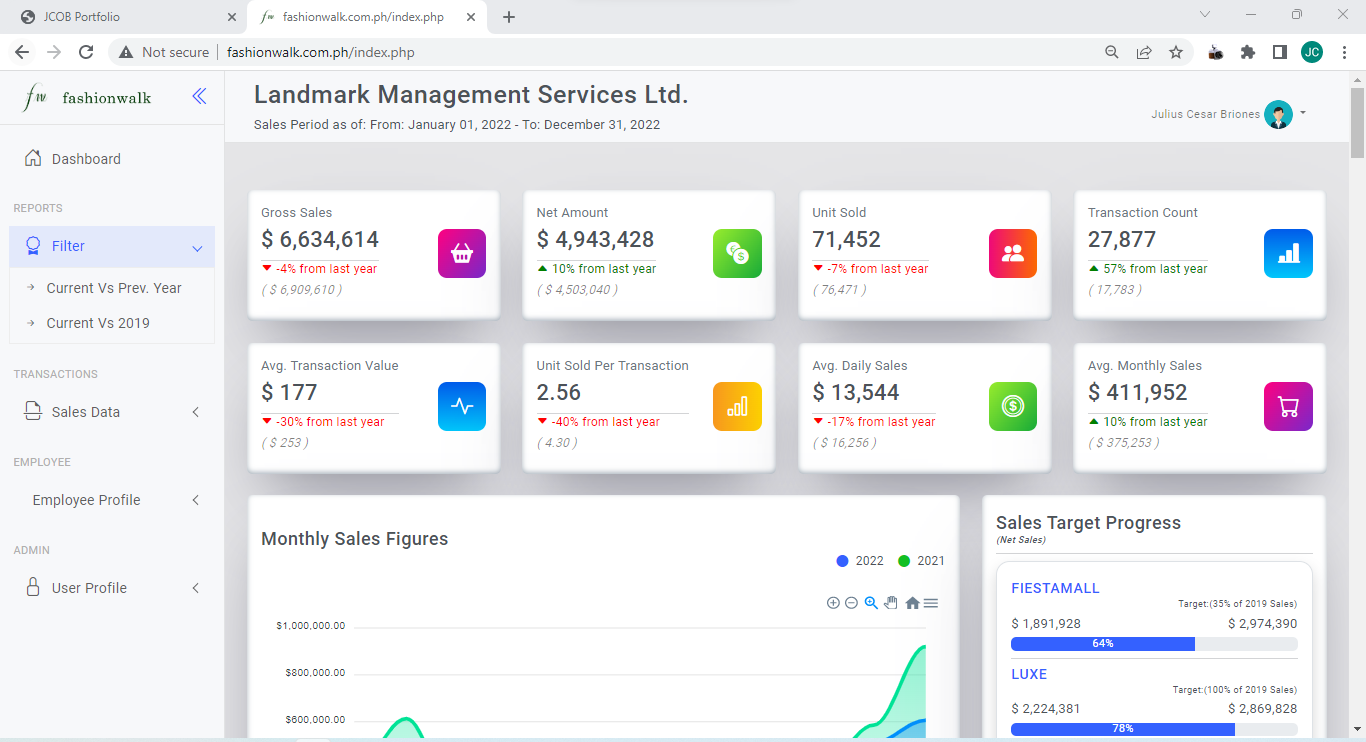 JCOB Portfolio
fw fashionwalk.com.ph/index.php
Not secure | fashionwalk.com.ph/index.php
JC
fw fashionwalk
Landmark Management Services Ltd.
Sales Period as of: From: January 01, 2022 - To: December 31, 2022
Julius Cesar Briones
Dashboard
REPORTS
Filter
Current Vs Prev. Year
Current Vs 2019
TRANSACTIONS
Sales Data
EMPLOYEE
Employee Profile
ADMIN
User Profile
Gross Sales
$ 6,634,614
-4% from last year
( $ 6,909,610 )
Net Amount
$ 4,943,428
10% from last year
( $ 4,503,040 )
Unit Sold
71,452
-7% from last year
( 76,471 )
Transaction Count
27,877
57% from last year
( 17,783 )
Avg. Transaction Value
$ 177
-30% from last year
( $ 253 )
Unit Sold Per Transaction
2.56
-40% from last year
( 4.30 )
Avg. Daily Sales
$ 13,544
-17% from last year
( $ 16,256 )
Avg. Monthly Sales
$ 411,952
10% from last year
( $ 375,253 )
Monthly Sales Figures
2022 2021
$1,000,000.00
$800,000.00
$600,000.00
Sales Target Progress
(Net Sales)
FIESTAMALL
Target:(35% of 2019 Sales)
$ 1,891,928 $ 2,974,390
64%
LUXE
Target:(100% of 2019 Sales)
$ 2,224,381 $ 2,869,828
78%